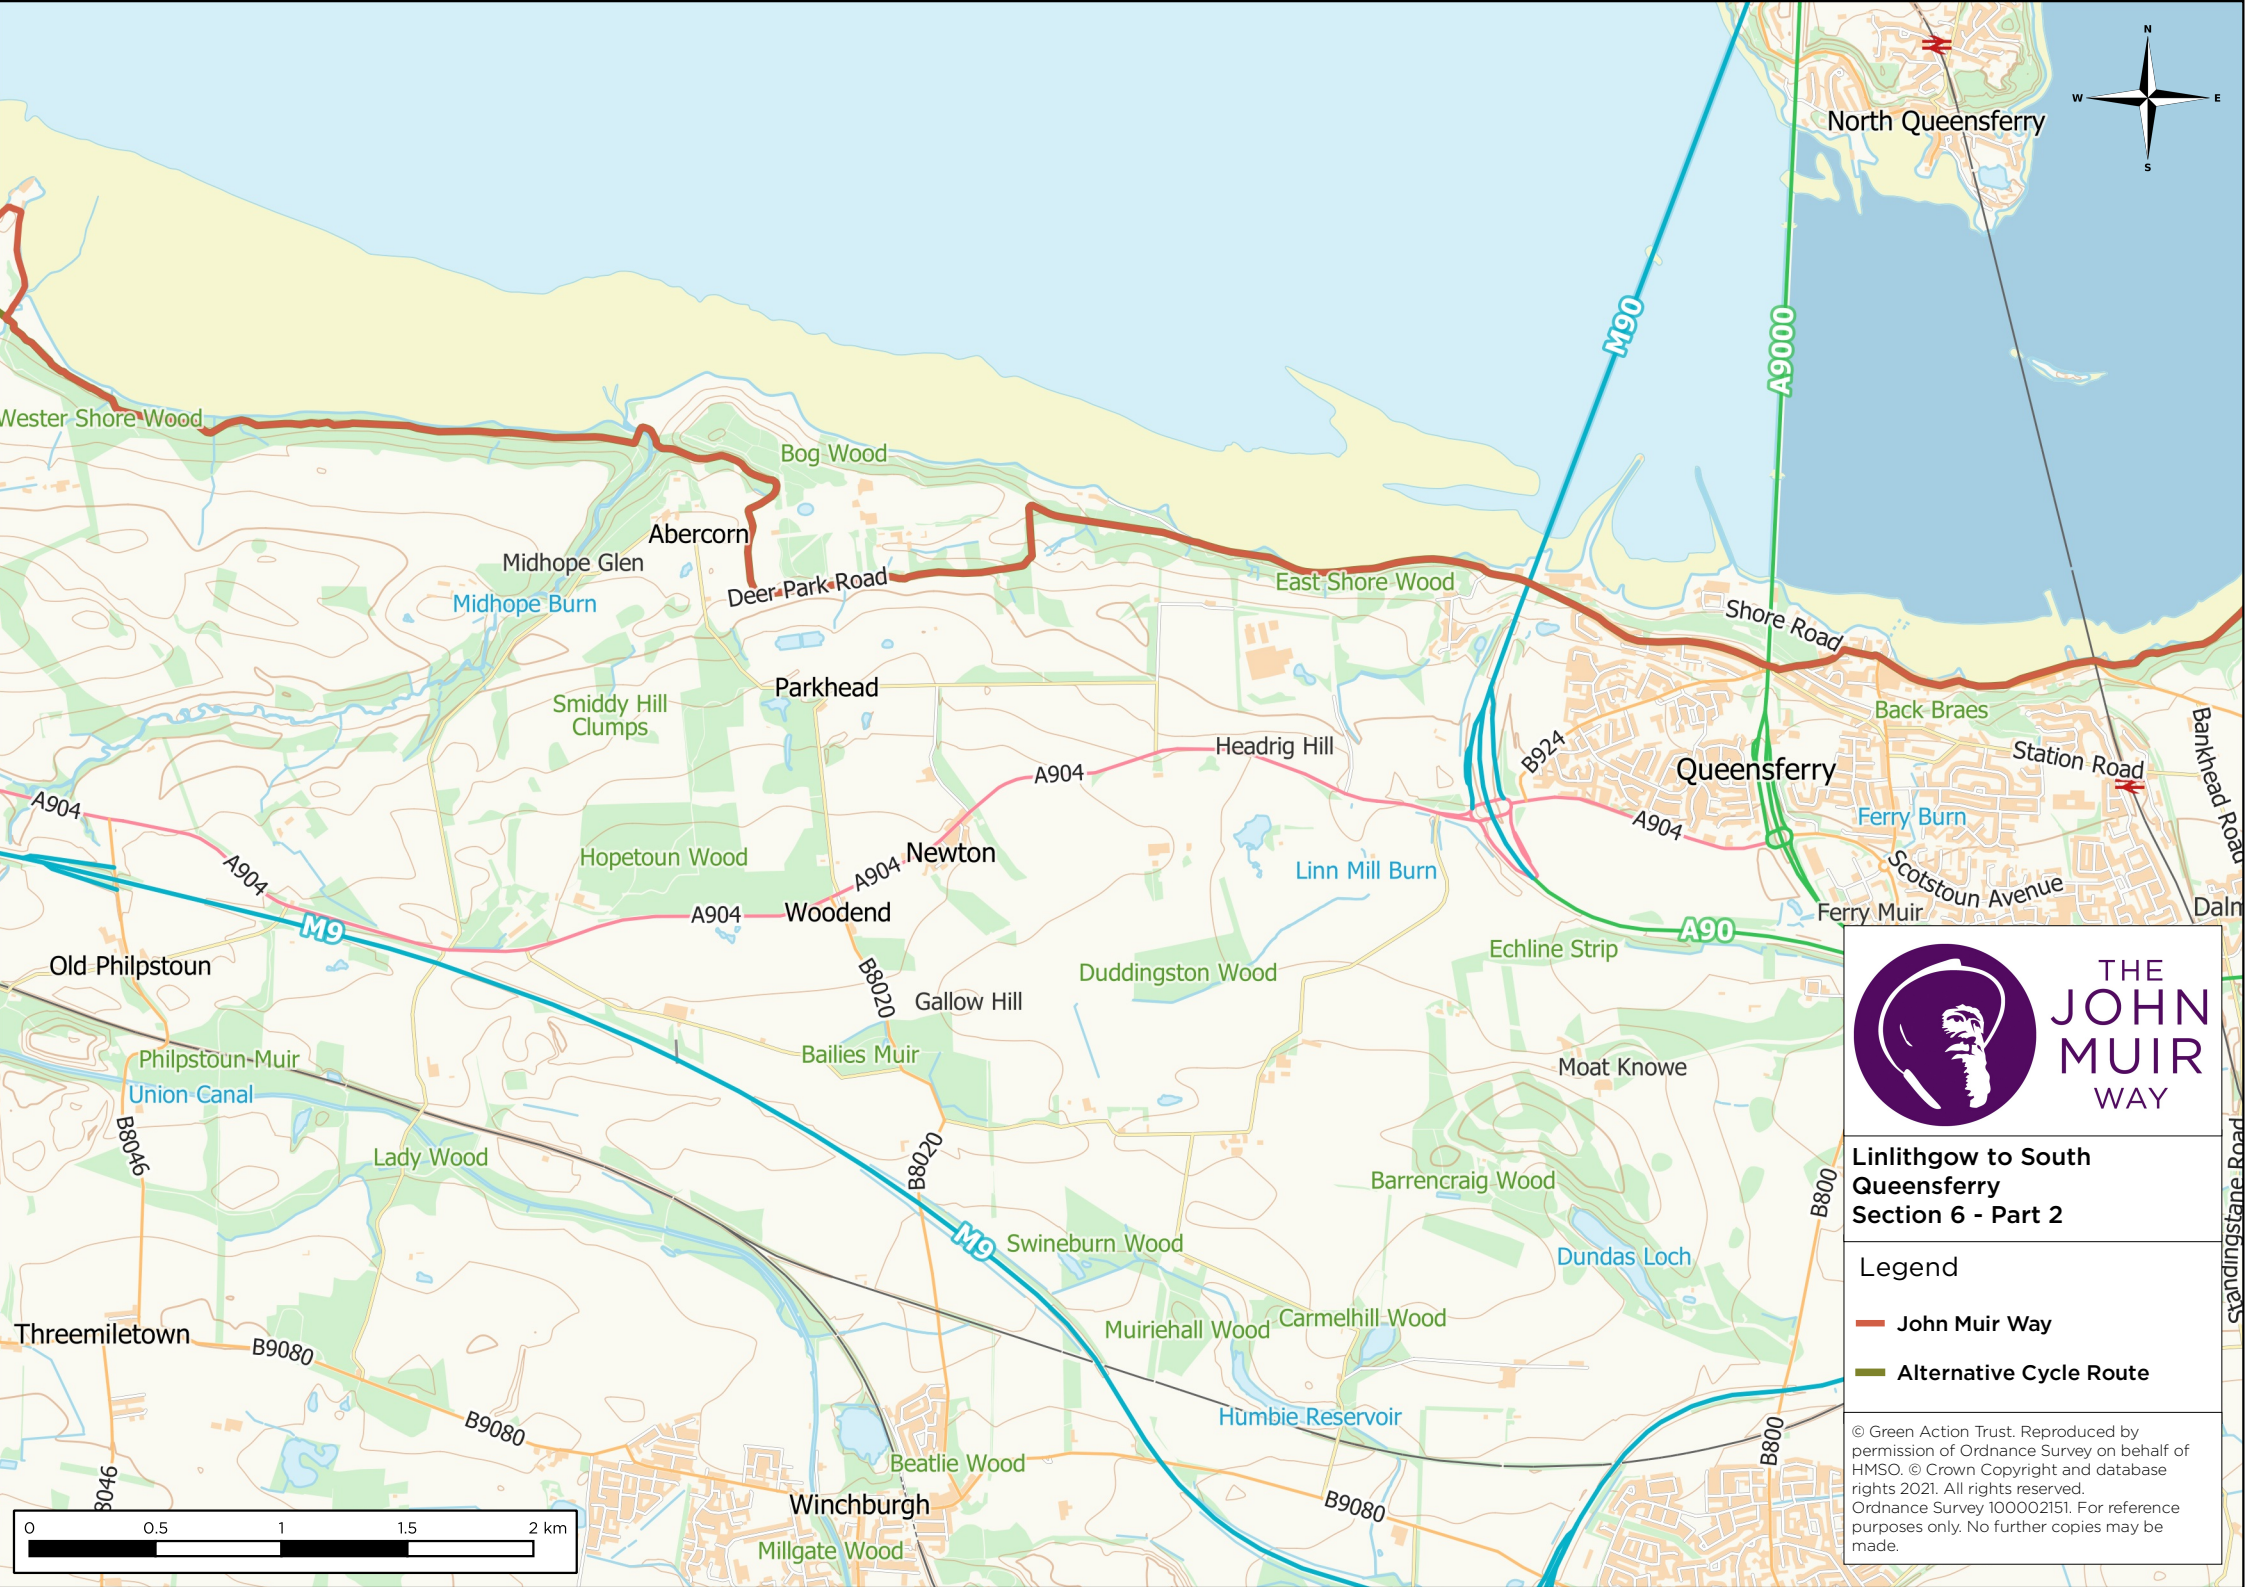 N
W
E
S
North Queensferry
M90
A9000
Wester Shore Wood
Bog Wood
Abercorn
Midhope Glen
Midhope Burn
Deer Park Road
East Shore Wood
Shore Road
Parkhead
Smiddy Hill
Clumps
Back Braes
Headrig Hill
B924
Queensferry
Station Road
Bankhead Road
A904
A904
A904
A904
A904
A904
Ferry Burn
Hopetoun Wood
Newton
Linn Mill Burn
Scotstoun Avenue
Woodend
Ferry Muir
Dalm
M9
A90
Echline Strip
Old Philpstoun
B8020
Gallow Hill
Duddingston Wood
Philpstoun Muir
Bailies Muir
Moat Knowe
Union Canal
B8046
Lady Wood
B8020
Barrencraig Wood
B800
Standingstane Road
M9
Swineburn Wood
Dundas Loch
Threemiletown
B9080
Muiriehall Wood
Carmelhill Wood
B9080
Humbie Reservoir
B800
Beatlie Wood
8046
Winchburgh
B9080
Millgate Wood
0 0.5 1 1.5 2 km
THE
JOHN
MUIR
WAY
Linlithgow to South
Queensferry
Section 6 - Part 2
Legend
John Muir Way
Alternative Cycle Route
© Green Action Trust. Reproduced by
permission of Ordnance Survey on behalf of
HMSO. © Crown Copyright and database
rights 2021. All rights reserved.
Ordnance Survey 100002151. For reference
purposes only. No further copies may be
made.